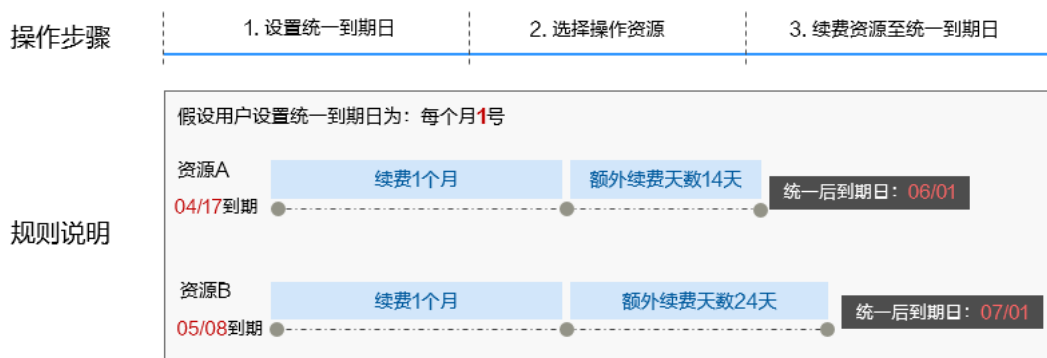 操作步骤
1. 设置统一到期日
2. 选择操作资源
3. 续费资源至统一到期日
规则说明
假设用户设置统一到期日为：每个月1号
资源A
04/17到期
续费1个月
额外续费天数14天
统一后到期日：06/01
资源B
05/08到期
续费1个月
额外续费天数24天
统一后到期日：07/01